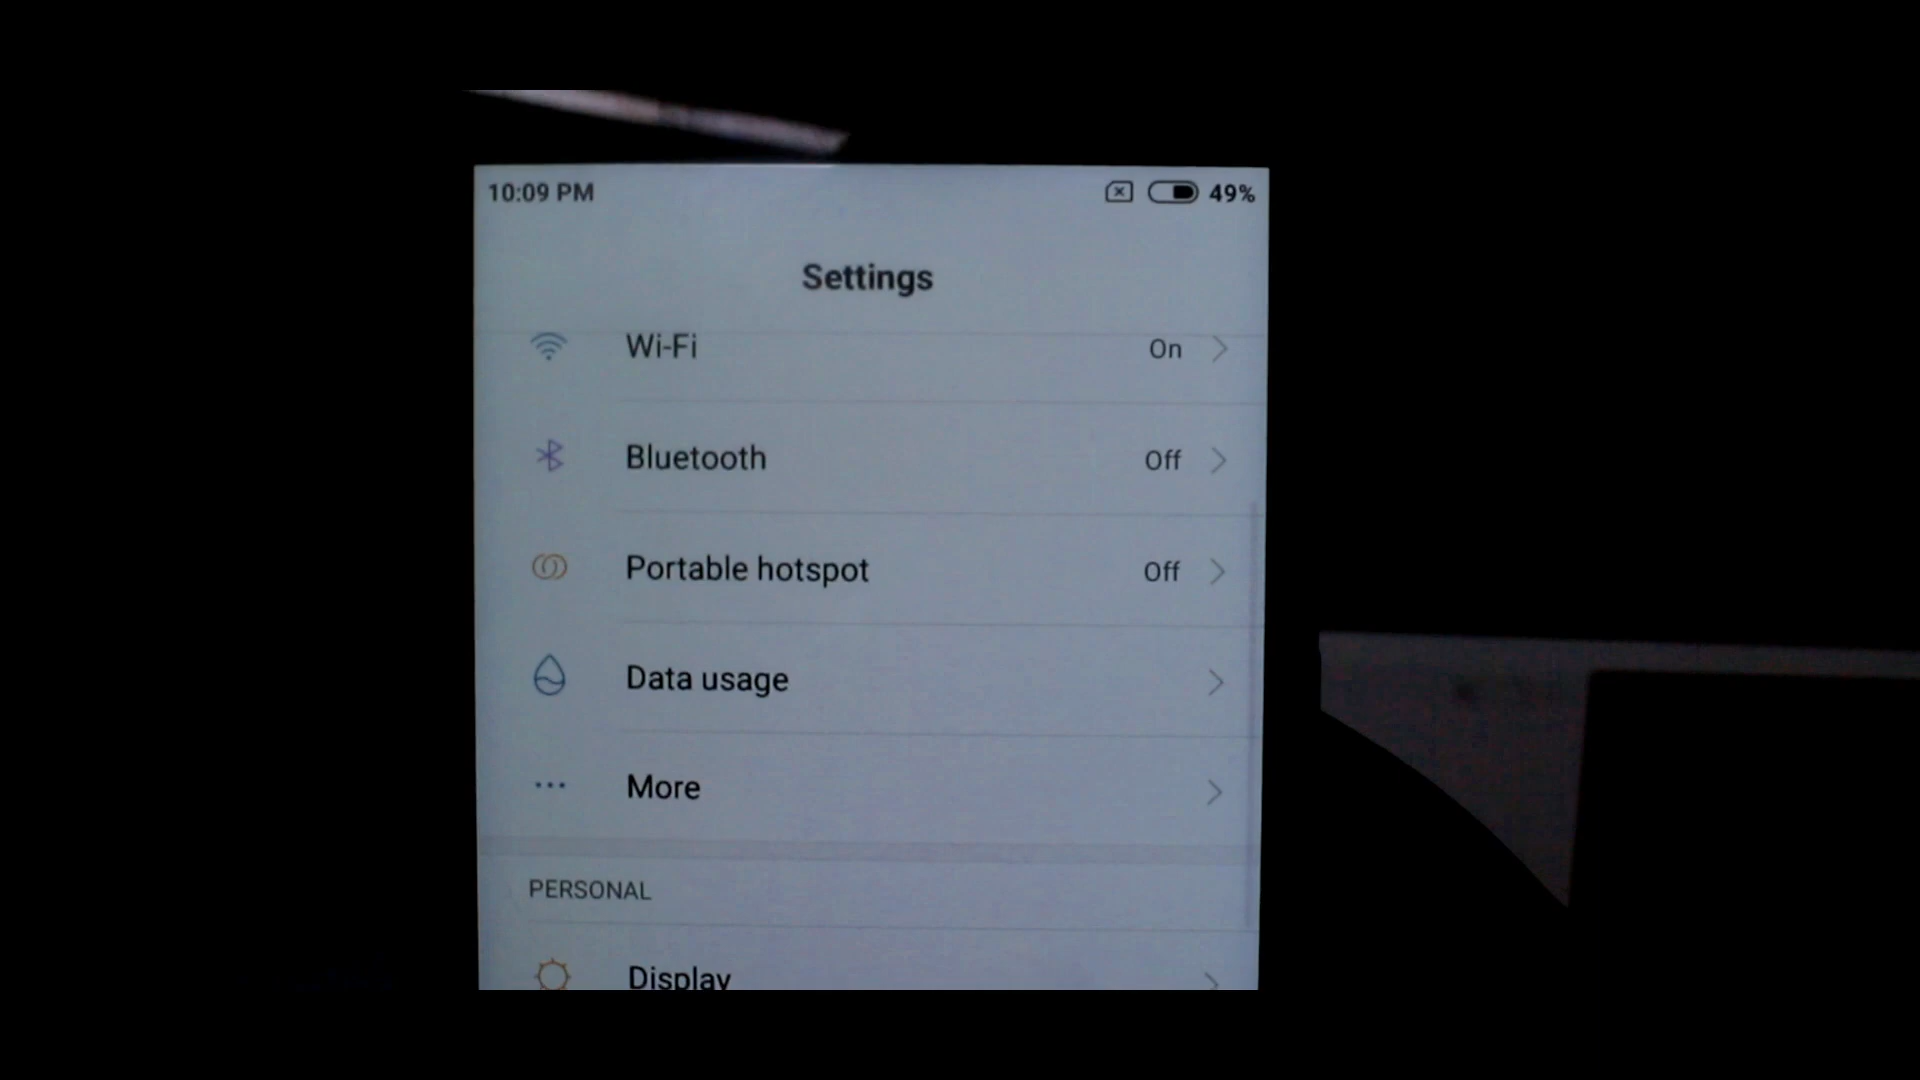 10:09 PM 49%
Settings
Wi-Fi On
Bluetooth Off
Portable hotspot Off
Data usage
More
PERSONAL
Display